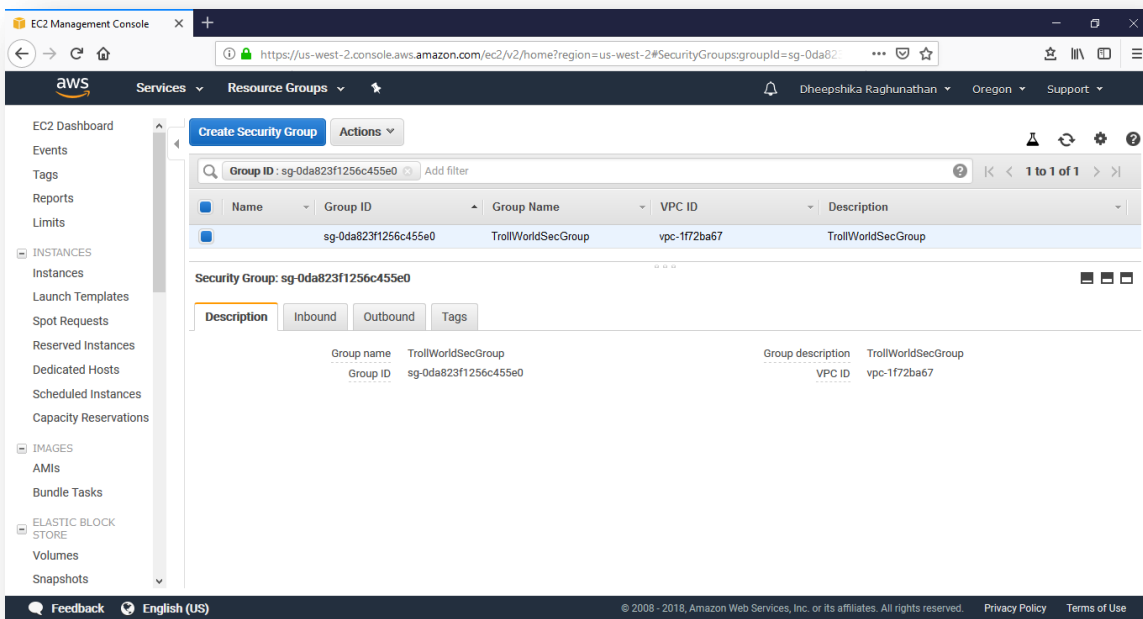 EC2 Management Console
https://us-west-2.console.aws.amazon.com/ec2/v2/home?region=us-west-2#SecurityGroups:groupId=sg-0da82
aws Services Resource Groups Dheepshika Raghunathan Oregon Support
EC2 Dashboard
Events
Tags
Reports
Limits
INSTANCES
Instances
Launch Templates
Spot Requests
Reserved Instances
Dedicated Hosts
Scheduled Instances
Capacity Reservations
IMAGES
AMIs
Bundle Tasks
ELASTIC BLOCK
STORE
Volumes
Snapshots
Create Security Group Actions
Group ID : sg-0da823f1256c455e0 Add filter 1 to 1 of 1
Name Group ID Group Name VPC ID Description
sg-0da823f1256c455e0 TrollWorldSecGroup vpc-1f72ba67 TrollWorldSecGroup
Security Group: sg-0da823f1256c455e0
Description Inbound Outbound Tags
Group name TrollWorldSecGroup Group description TrollWorldSecGroup
Group ID sg-0da823f1256c455e0 VPC ID vpc-1f72ba67
Feedback English (US) © 2008 - 2018, Amazon Web Services, Inc. or its affiliates. All rights reserved. Privacy Policy Terms of Use